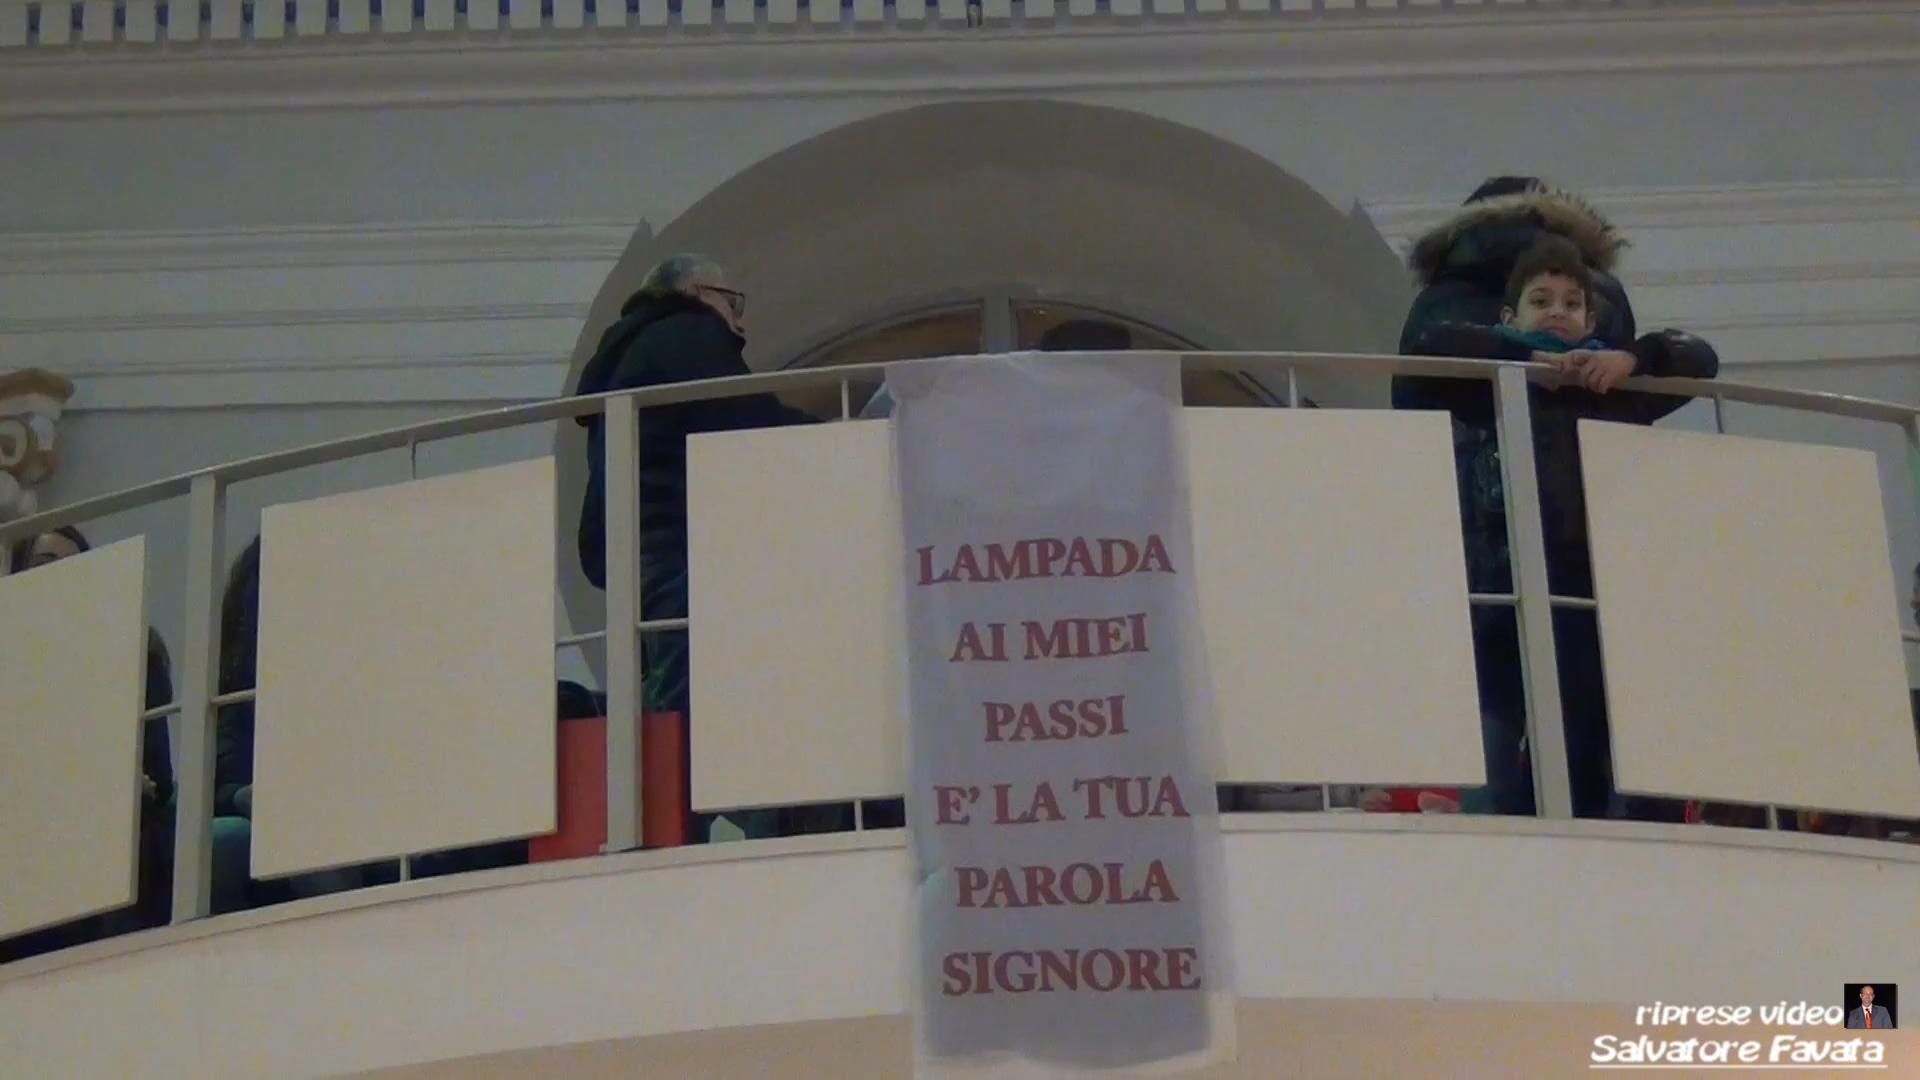 LAMPADA
AI MIEI
PASSI
E' LA TUA
PAROLA
SIGNORE
riprese video
Salvatore Favata